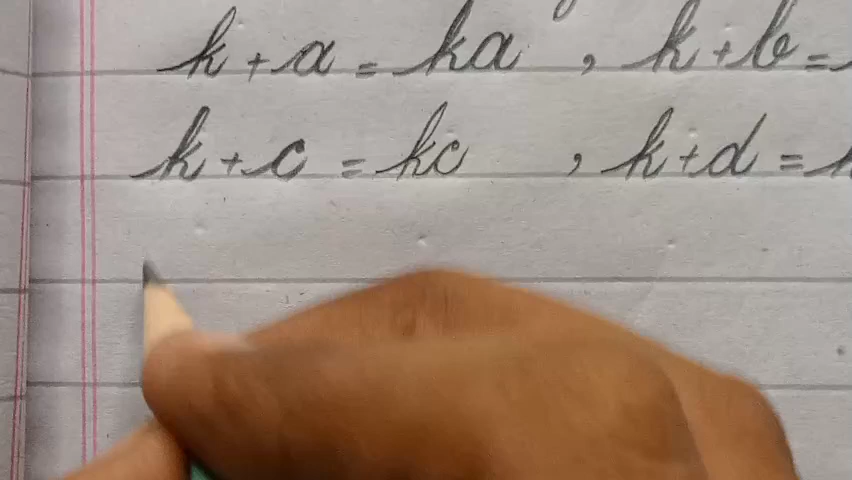 k + a = ka , k + b =
k + c = kc , k + d =